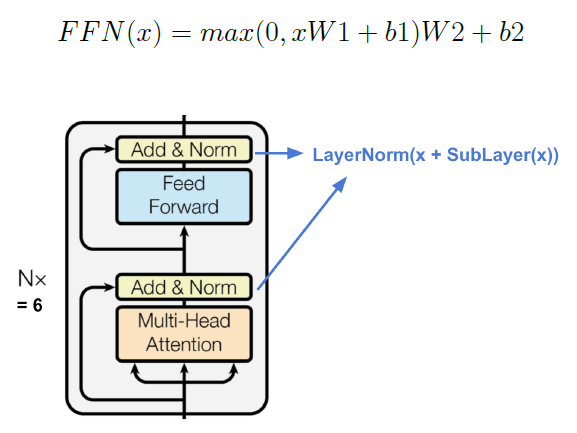 FFN(x) = max(0, xW1 + b1)W2 + b2
Add & Norm
LayerNorm(x + SubLayer(x))
Feed
Forward
Nx
= 6
Add & Norm
Multi-Head
Attention